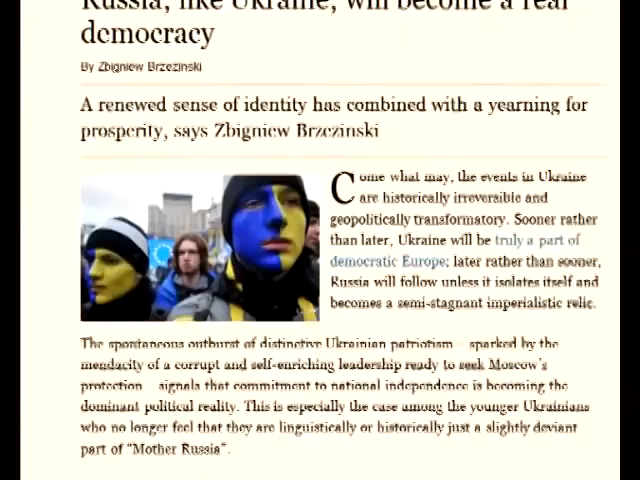 Russia, like Ukraine, will become a real
democracy
By Zbigniew Brzezinski
A renewed sense of identity has combined with a yearning for
prosperity, says Zbigniew Brzezinski
Come what may, the events in Ukraine
are historically irreversible and
geopolitically transformatory. Sooner rather
than later, Ukraine will be truly a part of
democratic Europe; later rather than sooner,
Russia will follow unless it isolates itself and
becomes a semi-stagnant imperialistic relic.
The spontaneous outburst of distinctive Ukrainian patriotism – sparked by the
mendacity of a corrupt and self-enriching leadership ready to seek Moscow's
protection – signals that commitment to national independence is becoming the
dominant political reality. This is especially the case among the younger Ukrainians
who no longer feel that they are linguistically or historically just a slightly deviant
part of "Mother Russia".